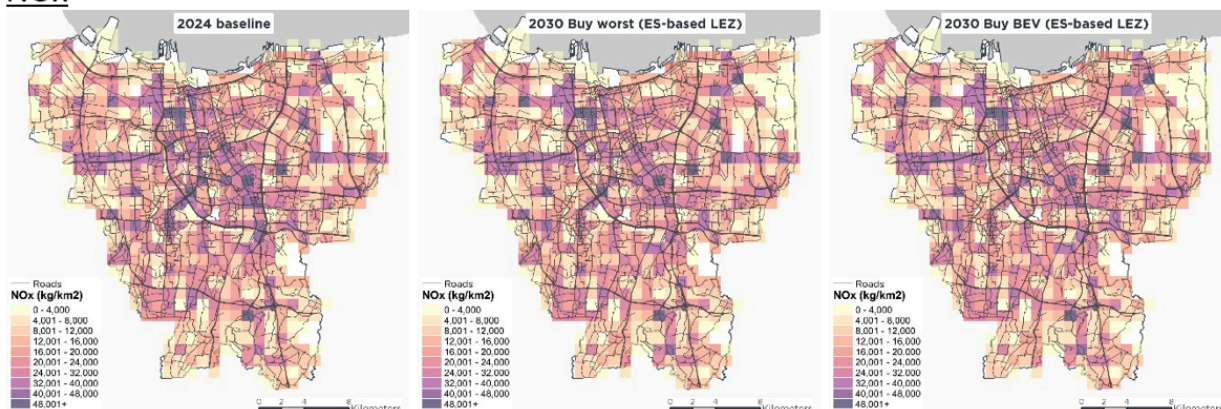 NOx
2024 baseline
2030 Buy worst (ES-based LEZ)
2030 Buy BEV (ES-based LEZ)
Roads
NOx (kg/km2)
0 - 4,000
4,001 - 8,000
8,001 - 12,000
12,001 - 16,000
16,001 - 20.000
20,001 - 24,000
24,001 - 32.000
32,001 - 40,000
40,001 - 48,000
48.001+
0 2 4 8
Kilometers
Roads
NOx (kg/km2)
0 - 4,000
4,001 - 8,000
8,001 - 12,000
12,001 - 16,000
16,001 - 20.000
20,001 - 24,000
24,001 - 32.000
32,001 - 40,000
40,001 - 48,000
48.001+
0 2 4 8
Kilometers
Roads
NOx (kg/km2)
0 - 4,000
4,001 - 8,000
8,001 - 12,000
12,001 - 16,000
16,001 - 20.000
20,001 - 24,000
24,001 - 32.000
32,001 - 40,000
40,001 - 48,000
48.001+
0 2 4 8
Kilometers